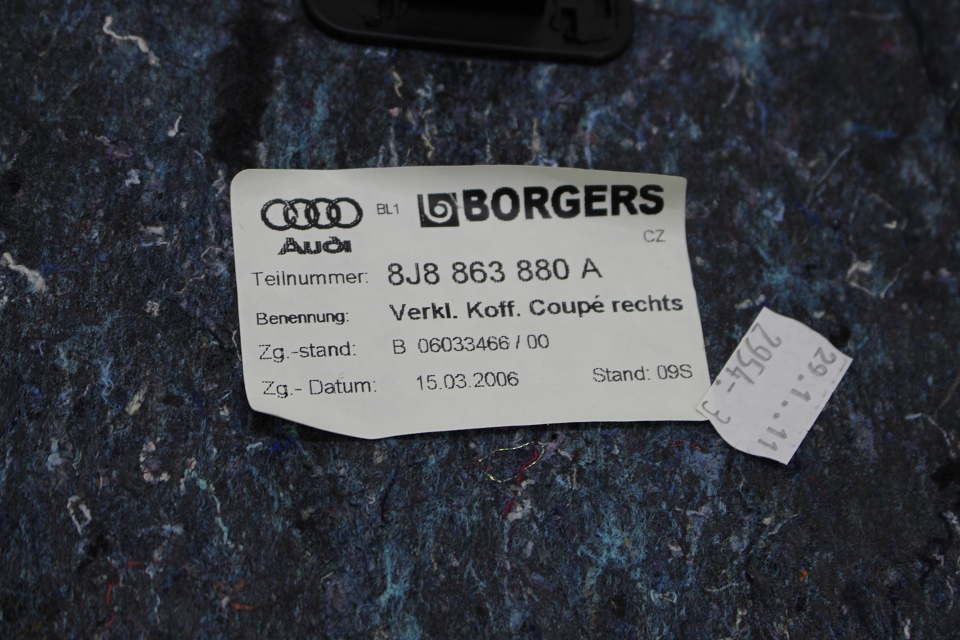 BL1 BORGERS
Audi
CZ
Teilnummer: 8J8 863 880 A
Benennung: Verkl. Koff. Coupé rechts
Zg.-stand: B 06033466 / 00
Zg.- Datum: 15.03.2006 Stand: 09S
29.1..11
2954.- 3